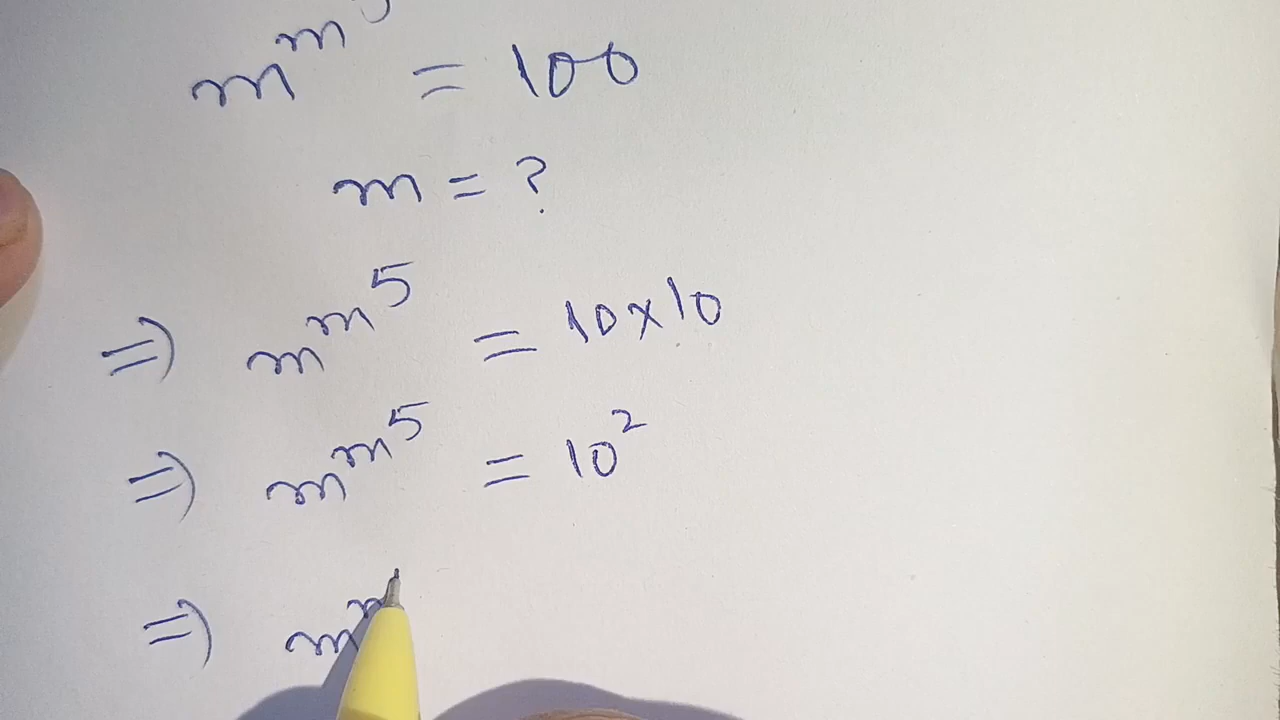 m^m^5 = 100
m = ?
⇒ m^m^5 = 10×10
⇒ m^m^5 = 10^2
⇒ m^m